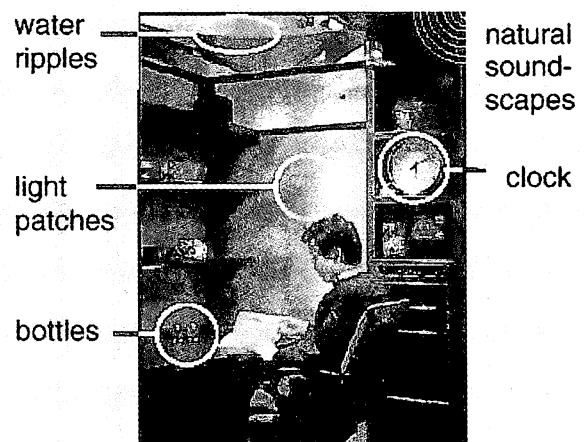 water
ripples
natural
sound-
scapes
light
patches
clock
bottles